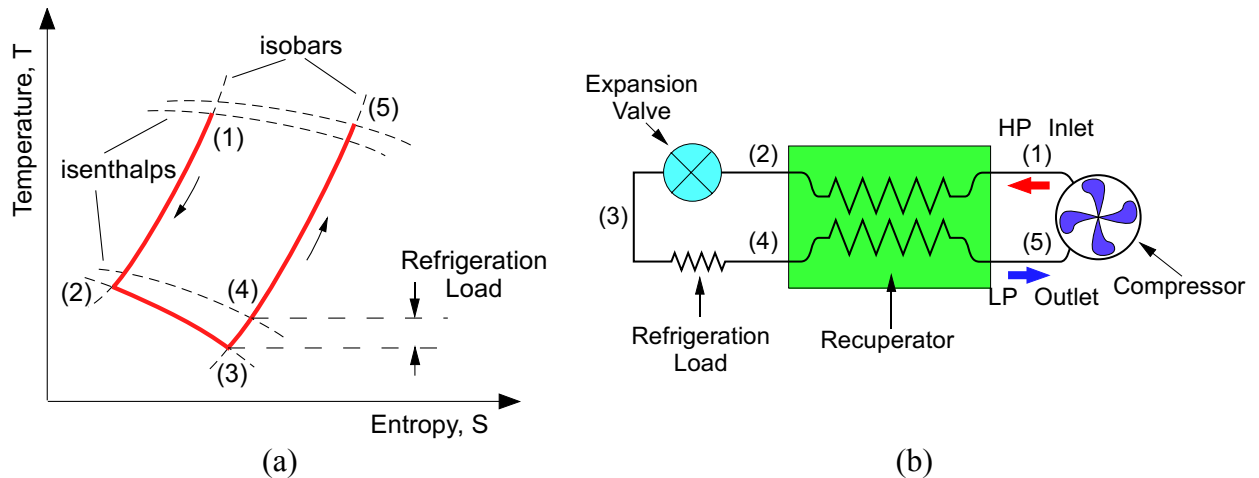 isobars
(1)
(5)
isenthalps
Temperature, T
(2)
(4)
(3)
Refrigeration
Load
Entropy, S
(a)
Expansion
Valve
HP Inlet
(2)
(1)
(3)
(4)
(5)
LP Outlet
Compressor
Refrigeration
Load
Recuperator
(b)